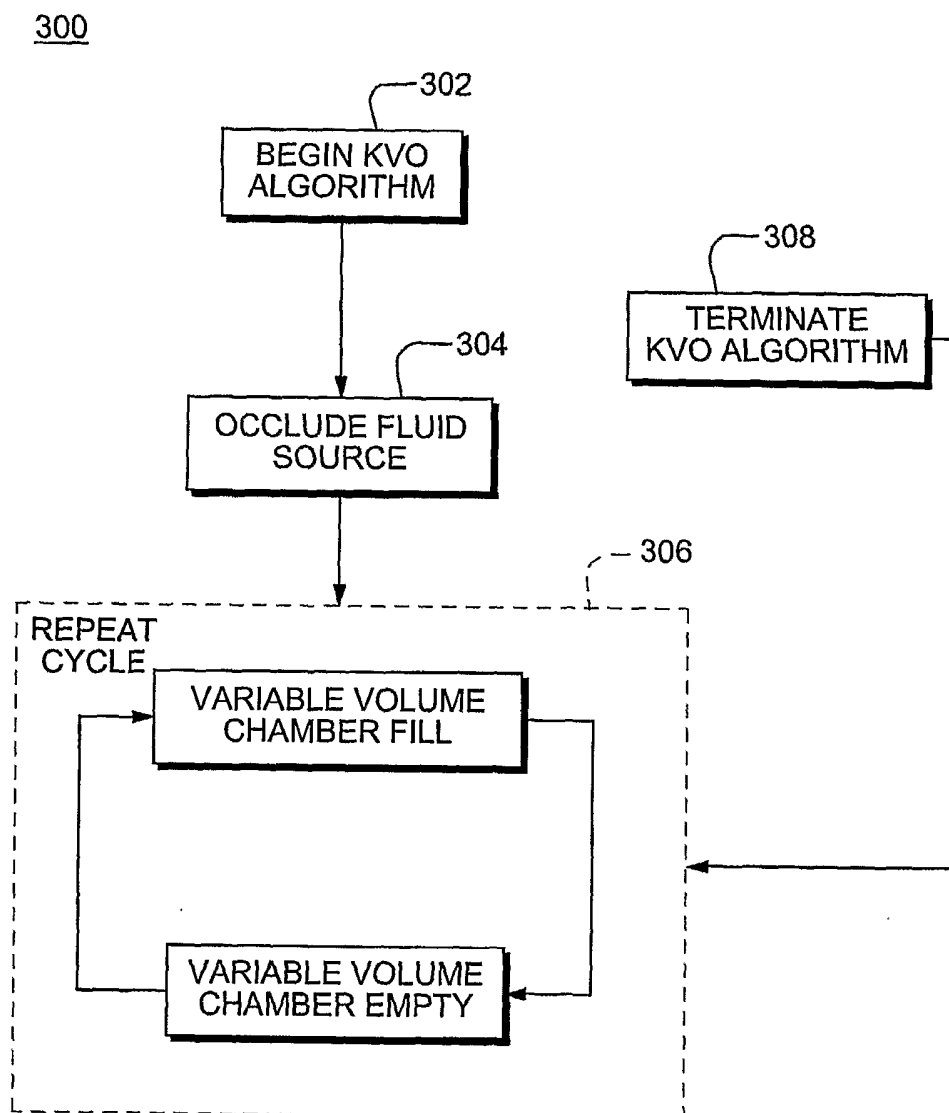 300
302
BEGIN KVO
ALGORITHM
308
TERMINATE
KVO ALGORITHM
304
OCCLUDE FLUID
SOURCE
306
REPEAT
CYCLE
VARIABLE VOLUME
CHAMBER FILL
VARIABLE VOLUME
CHAMBER EMPTY